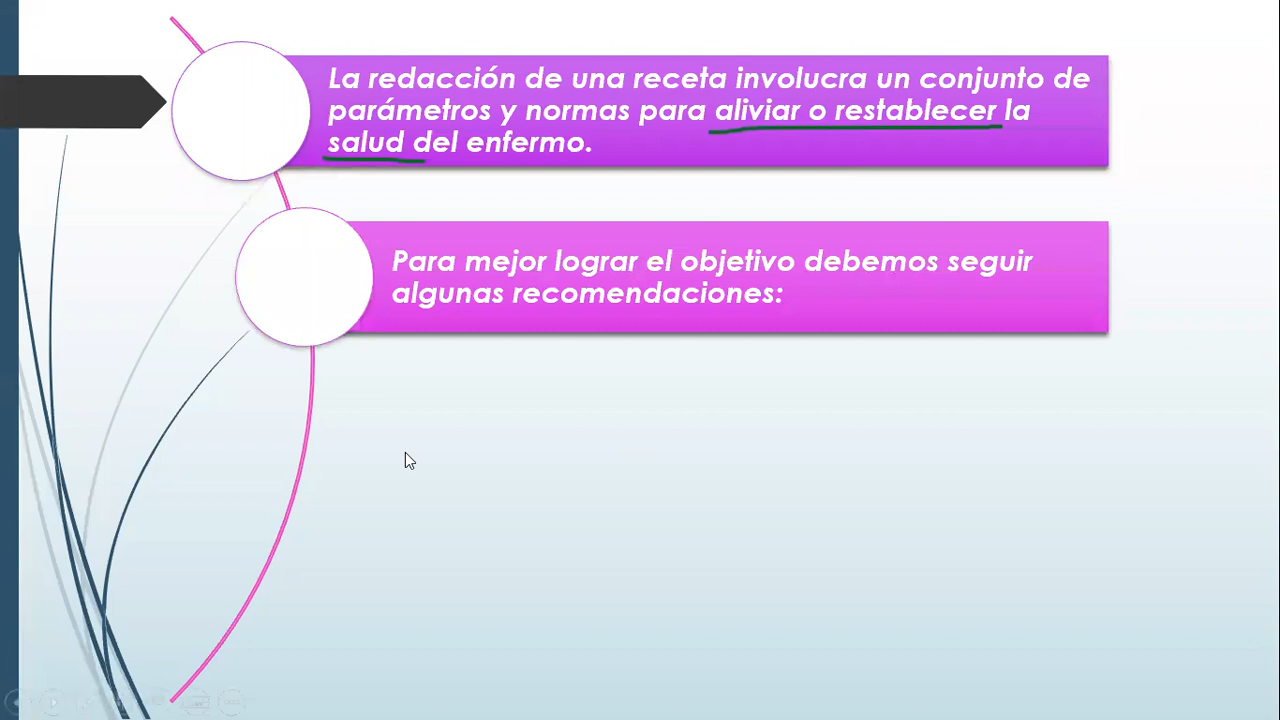 La redacción de una receta involucra un conjunto de
parámetros y normas para aliviar o restablecer la
salud del enfermo.
Para mejor lograr el objetivo debemos seguir
algunas recomendaciones: